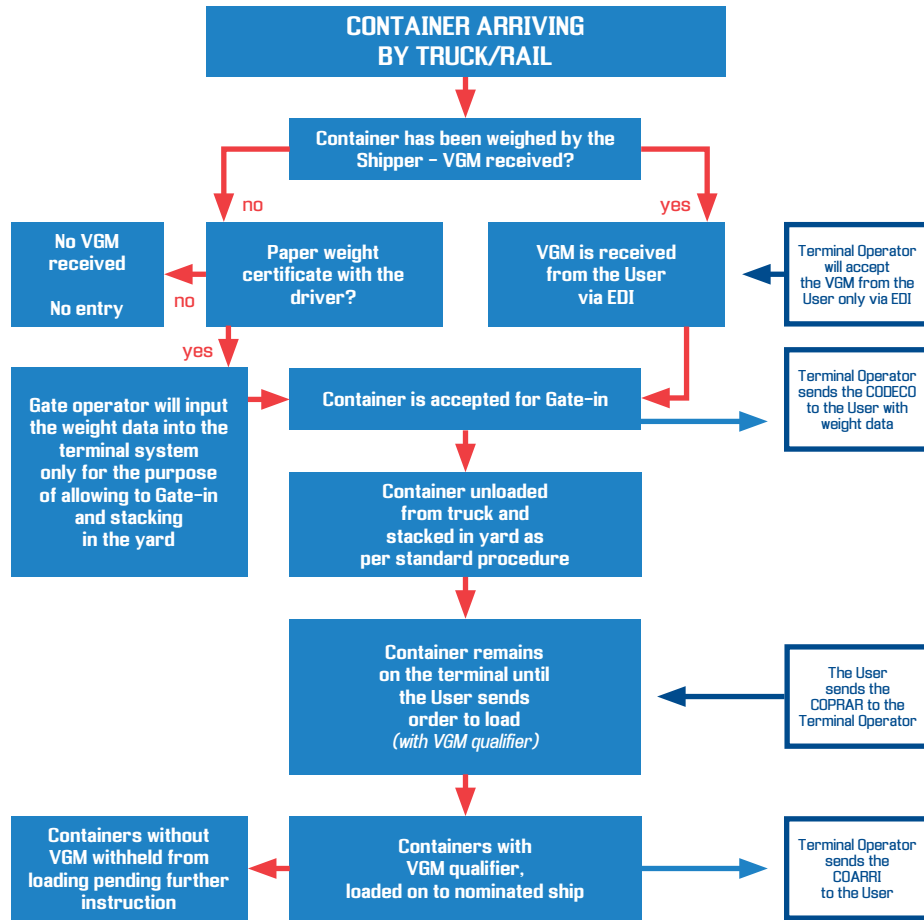 CONTAINER ARRIVING
BY TRUCK/RAIL
Container has been weighed by the
Shipper - VGM received?
no
yes
No VGM
received
No entry
no
Paper weight
certificate with the
driver?
VGM is received
from the User
via EDI
Terminal Operator
will accept
the VGM from the
User only via EDI
yes
Gate operator will input
the weight data into the
terminal system
only for the purpose
of allowing to Gate-in
and stacking
in the yard
Container is accepted for Gate-in
Terminal Operator
sends the CODECO
to the User with
weight data
Container unloaded
from truck and
stacked in yard as
per standard procedure
Container remains
on the terminal until
the User sends
order to load
(with VGM qualifier)
The User
sends the
COPRAR to the
Terminal Operator
Containers without
VGM withheld from
loading pending further
instruction
Containers with
VGM qualifier,
loaded on to nominated ship
Terminal Operator
sends the
COARRI
to the User